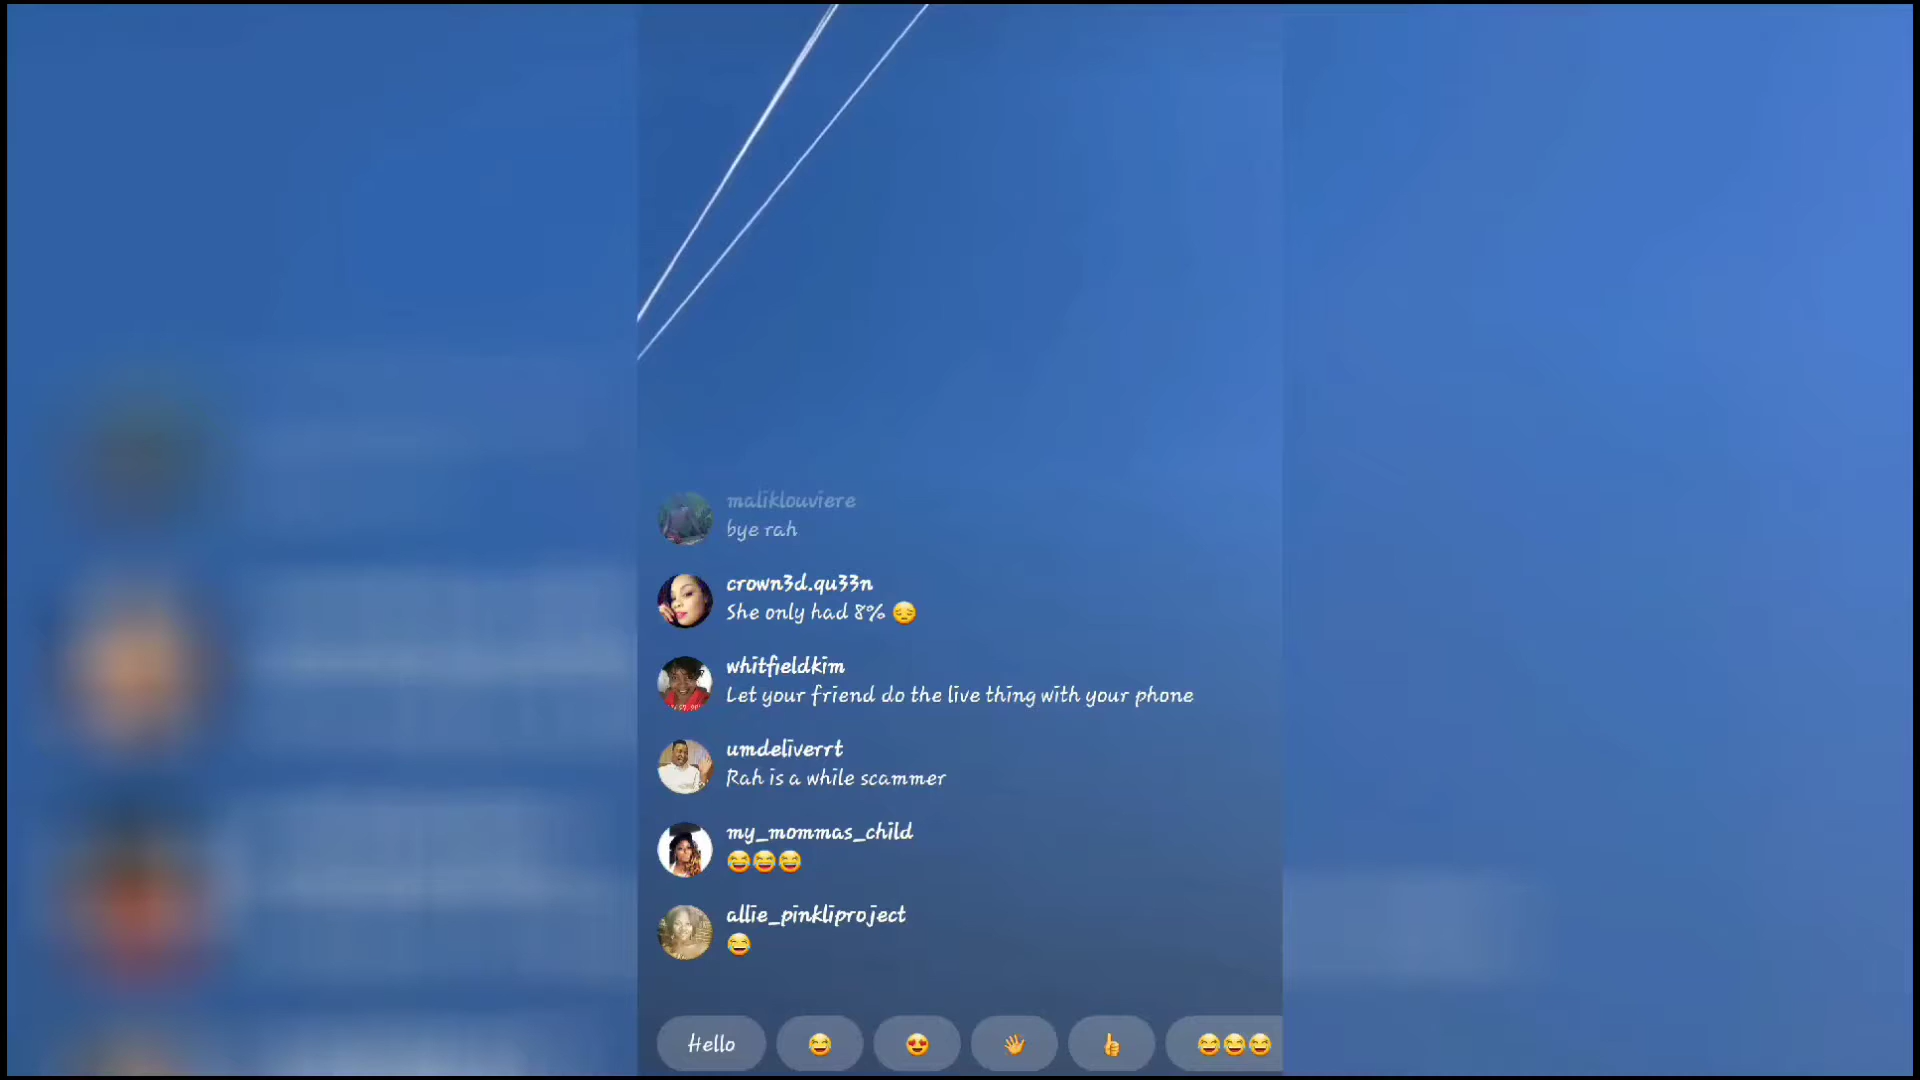 maliklouviere
bye rah
crown3d.qu33n
She only had 8% 😔
whitfieldkim
Let your friend do the live thing with your phone
umdeliverrt
Rah is a while scammer
my_mommas_child
😂😂😂
allie_pinkliproject
😂
Hello 😂 😍 👋 👍 😂😂😂